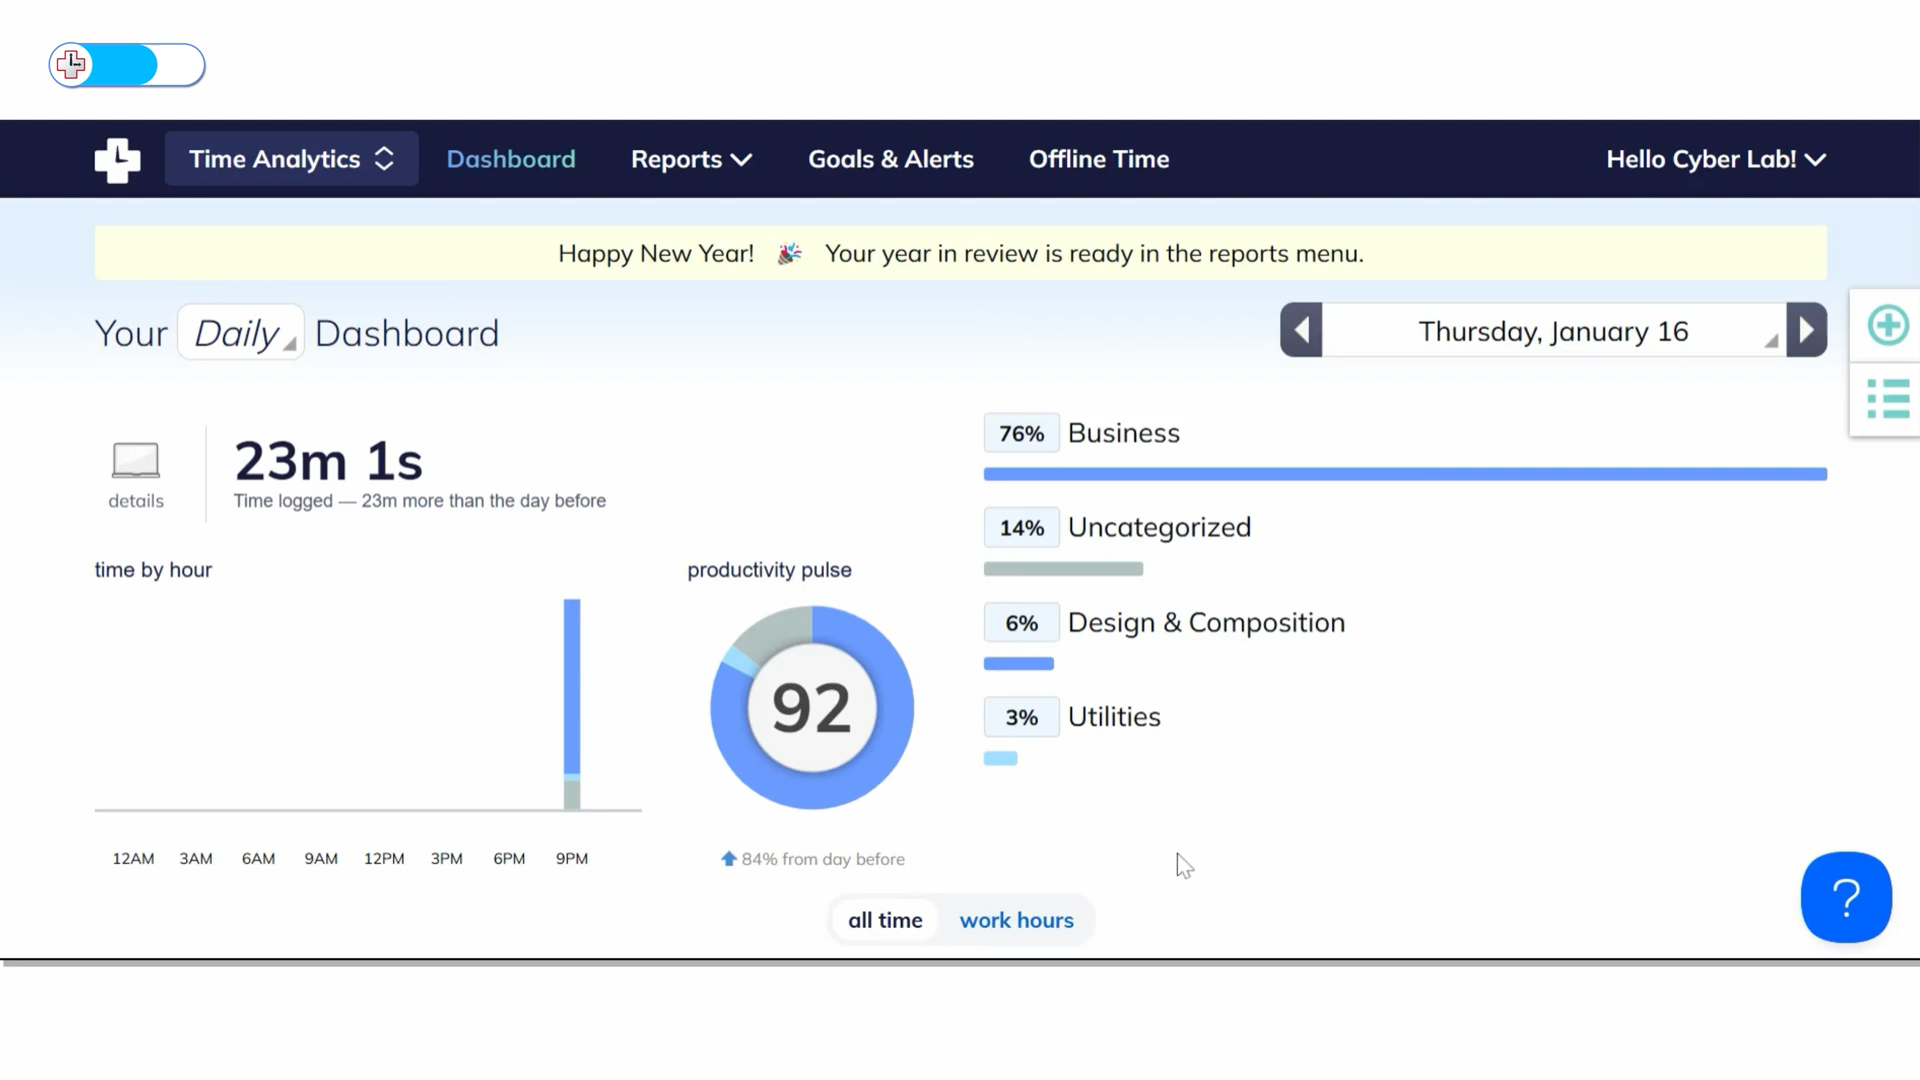 Time Analytics Dashboard Reports Goals & Alerts Offline Time Hello Cyber Lab!
Happy New Year! 🎉 Your year in review is ready in the reports menu.
Your Daily Dashboard
Thursday, January 16
details
23m 1s
Time logged — 23m more than the day before
time by hour
12AM 3AM 6AM 9AM 12PM 3PM 6PM 9PM
productivity pulse
92
84% from day before
76% Business
14% Uncategorized
6% Design & Composition
3% Utilities
all time work hours
?